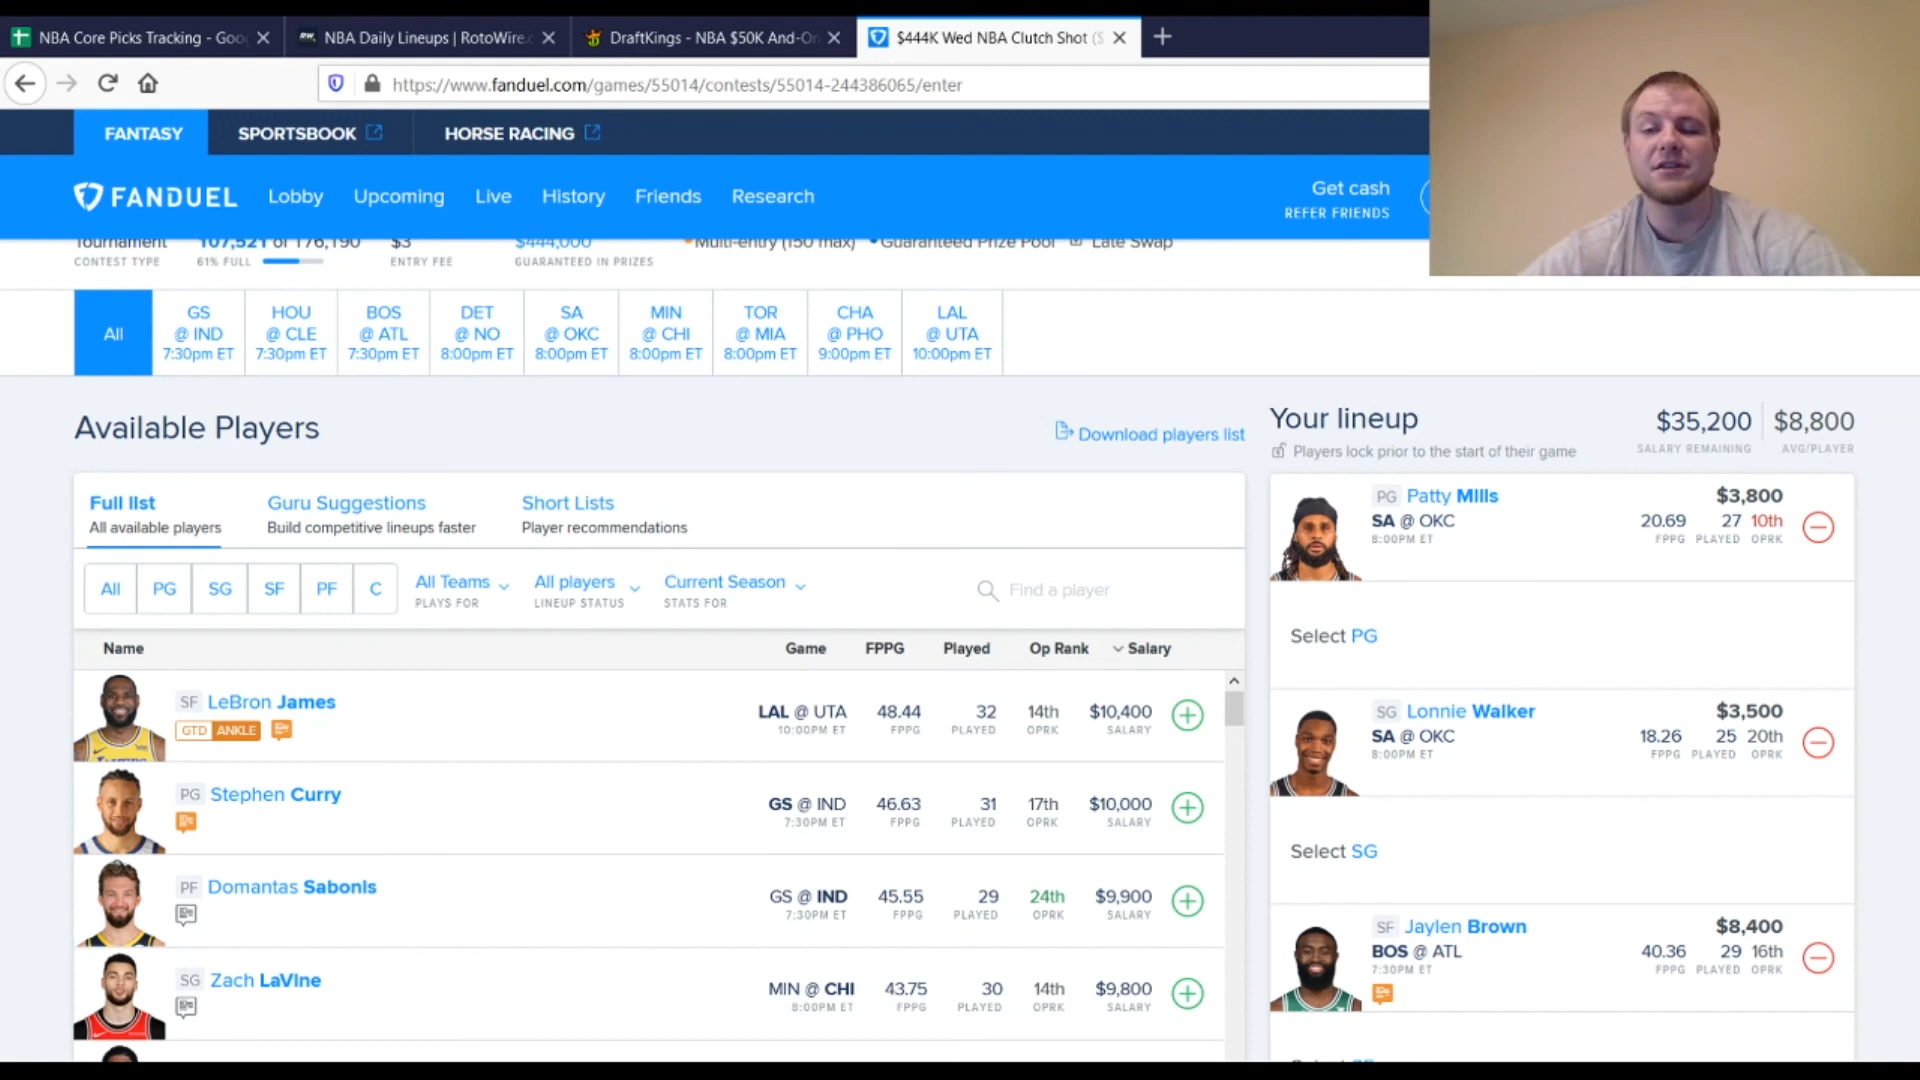 NBA Core Picks Tracking - Goo
NBA Daily Lineups | RotoWire.
DraftKings - NBA $50K And-On
$444K Wed NBA Clutch Shot ($
https://www.fanduel.com/games/55014/contests/55014-244386065/enter
FANTASY SPORTSBOOK HORSE RACING
FANDUEL Lobby Upcoming Live History Friends Research
Get cash
REFER FRIENDS
Tournament 107,521 of 176,190 $3 $444,000 Multi-entry (150 max) Guaranteed Prize Pool Late Swap
CONTEST TYPE 61% FULL ENTRY FEE GUARANTEED IN PRIZES
All
GS @ IND 7:30pm ET
HOU @ CLE 7:30pm ET
BOS @ ATL 7:30pm ET
DET @ NO 8:00pm ET
SA @ OKC 8:00pm ET
MIN @ CHI 8:00pm ET
TOR @ MIA 8:00pm ET
CHA @ PHO 9:00pm ET
LAL @ UTA 10:00pm ET
Available Players
Download players list
Full list Guru Suggestions Short Lists
All available players Build competitive lineups faster Player recommendations
All PG SG SF PF C
All Teams All players Current Season Find a player
PLAYS FOR LINEUP STATUS STATS FOR
Name Game FPPG Played Op Rank Salary
SF LeBron James LAL @ UTA 48.44 32 14th $10,400
GTD ANKLE 10:00PM ET FPPG PLAYED OPRK SALARY
PG Stephen Curry GS @ IND 46.63 31 17th $10,000
7:30PM ET FPPG PLAYED OPRK SALARY
PF Domantas Sabonis GS @ IND 45.55 29 24th $9,900
7:30PM ET FPPG PLAYED OPRK SALARY
SG Zach LaVine MIN @ CHI 43.75 30 14th $9,800
8:00PM ET FPPG PLAYED OPRK SALARY
Your lineup $35,200 $8,800
Players lock prior to the start of their game SALARY REMAINING AVG/PLAYER
PG Patty Mills $3,800
SA @ OKC 20.69 27 10th
8:00PM ET FPPG PLAYED OPRK
Select PG
SG Lonnie Walker $3,500
SA @ OKC 18.26 25 20th
8:00PM ET FPPG PLAYED OPRK
Select SG
SF Jaylen Brown $8,400
BOS @ ATL 40.36 29 16th
7:30PM ET FPPG PLAYED OPRK